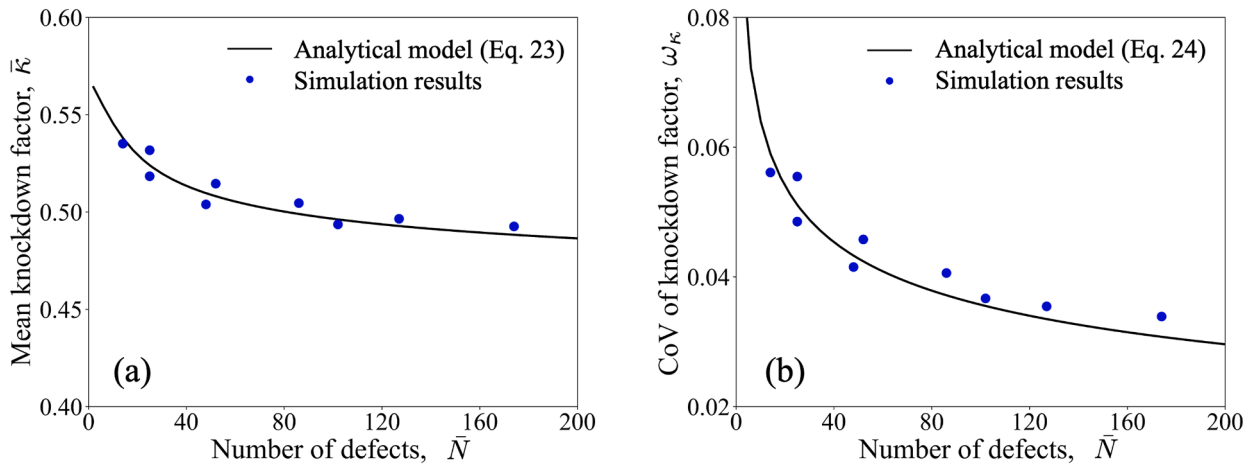 0.60
0.55
0.50
0.45
0.40
0
40
80
120
160
200
Mean knockdown factor, κ̄
Number of defects, N̄
Analytical model (Eq. 23)
Simulation results
(a)
0.08
0.06
0.04
0.02
0
40
80
120
160
200
CoV of knockdown factor, ωκ
Number of defects, N̄
Analytical model (Eq. 24)
Simulation results
(b)